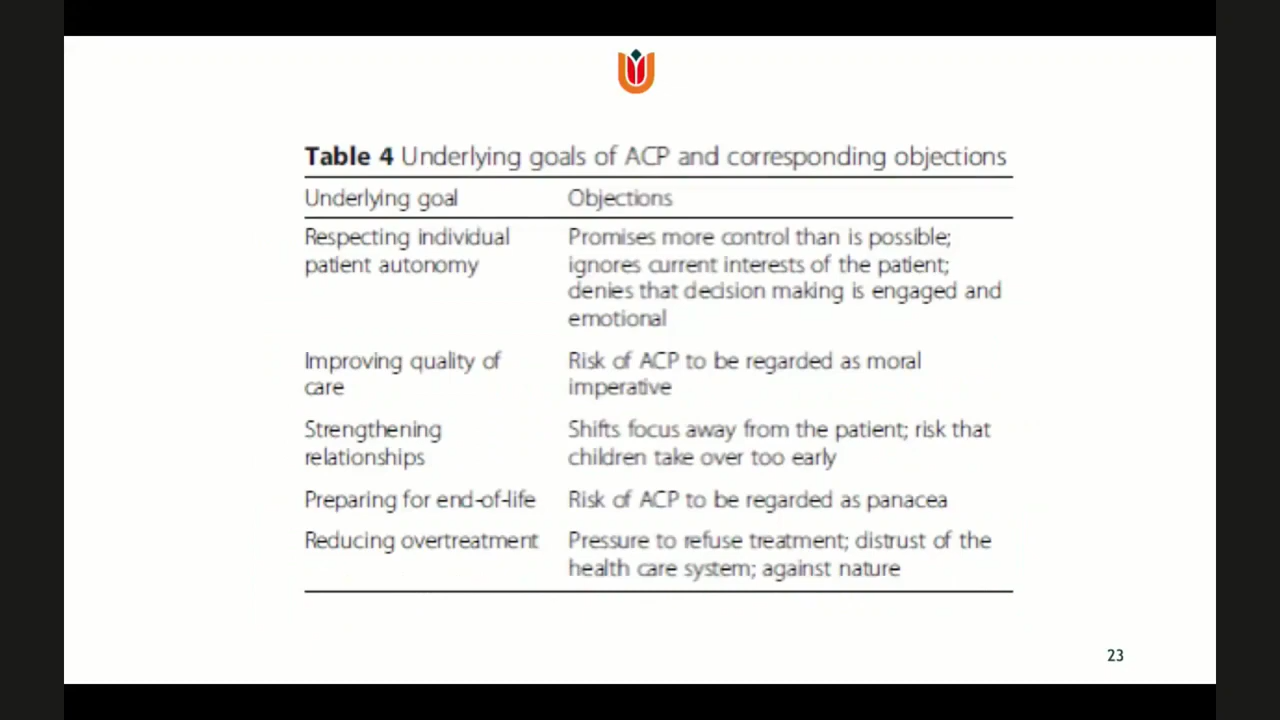 Table 4 Underlying goals of ACP and corresponding objections
Underlying goal Objections
Respecting individual Promises more control than is possible;
patient autonomy ignores current interests of the patient;
denies that decision making is engaged and
emotional
Improving quality of Risk of ACP to be regarded as moral
care imperative
Strengthening Shifts focus away from the patient; risk that
relationships children take over too early
Preparing for end-of-life Risk of ACP to be regarded as panacea
Reducing overtreatment Pressure to refuse treatment; distrust of the
health care system; against nature
23